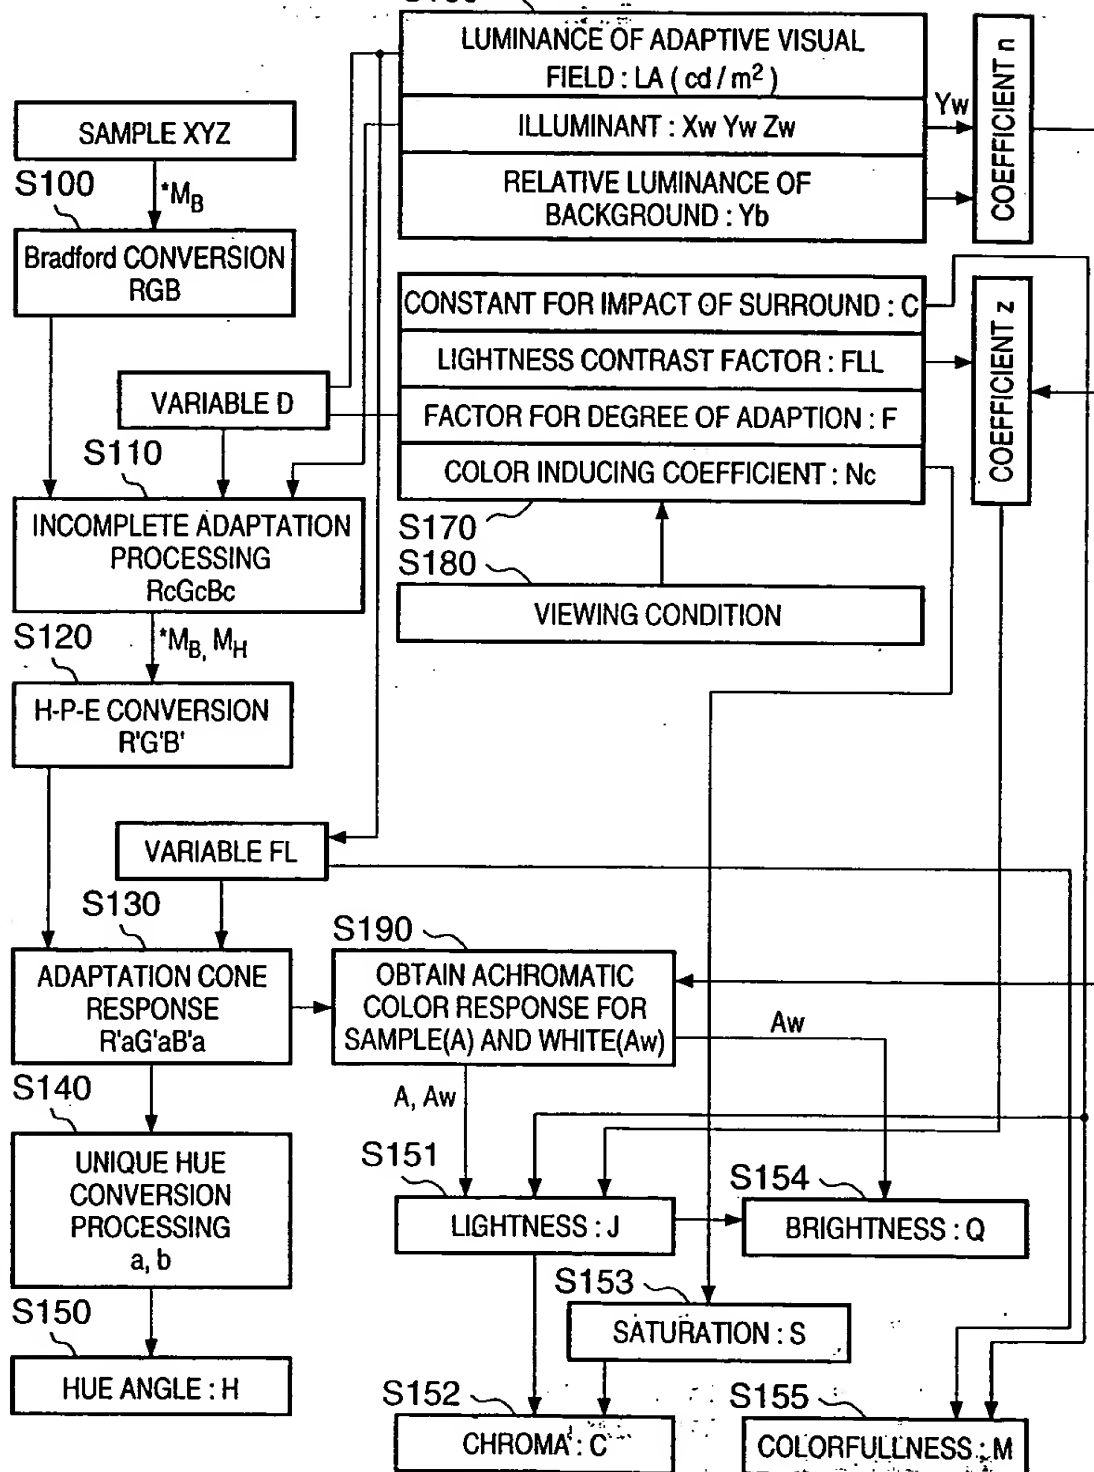 LUMINANCE OF ADAPTIVE VISUAL
FIELD : LA ( cd / m²)
ILLUMINANT : Xw Yw Zw
RELATIVE LUMINANCE OF
BACKGROUND : Yb
Yw
COEFFICIENT n
SAMPLE XYZ
S100
*MB
Bradford CONVERSION
RGB
CONSTANT FOR IMPACT OF SURROUND : C
LIGHTNESS CONTRAST FACTOR : FLL
FACTOR FOR DEGREE OF ADAPTION : F
COLOR INDUCING COEFFICIENT : Nc
COEFFICIENT z
VARIABLE D
S110
INCOMPLETE ADAPTATION
PROCESSING
RcGcBc
S170
S180
VIEWING CONDITION
S120
*MB, MH
H-P-E CONVERSION
R'G'B'
VARIABLE FL
S130
ADAPTATION CONE
RESPONSE
R'aG'aB'a
S190
OBTAIN ACHROMATIC
COLOR RESPONSE FOR
SAMPLE(A) AND WHITE(Aw)
Aw
A, Aw
S140
UNIQUE HUE
CONVERSION
PROCESSING
a, b
S151
LIGHTNESS : J
S154
BRIGHTNESS : Q
S153
SATURATION : S
S150
HUE ANGLE : H
S152
CHROMA : C
S155
COLORFULLNESS : M